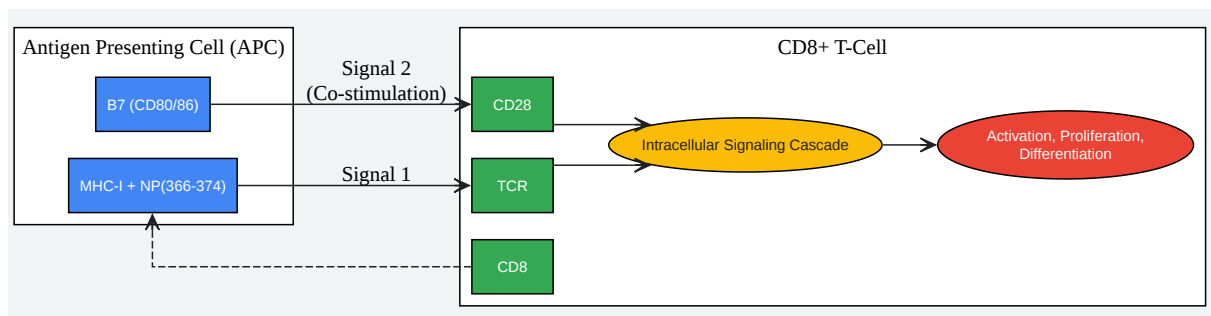 Antigen Presenting Cell (APC)
B7 (CD80/86)
MHC-I + NP(366-374)
Signal 2
(Co-stimulation)
Signal 1
CD8+ T-Cell
CD28
TCR
CD8
Intracellular Signaling Cascade
Activation, Proliferation,
Differentiation